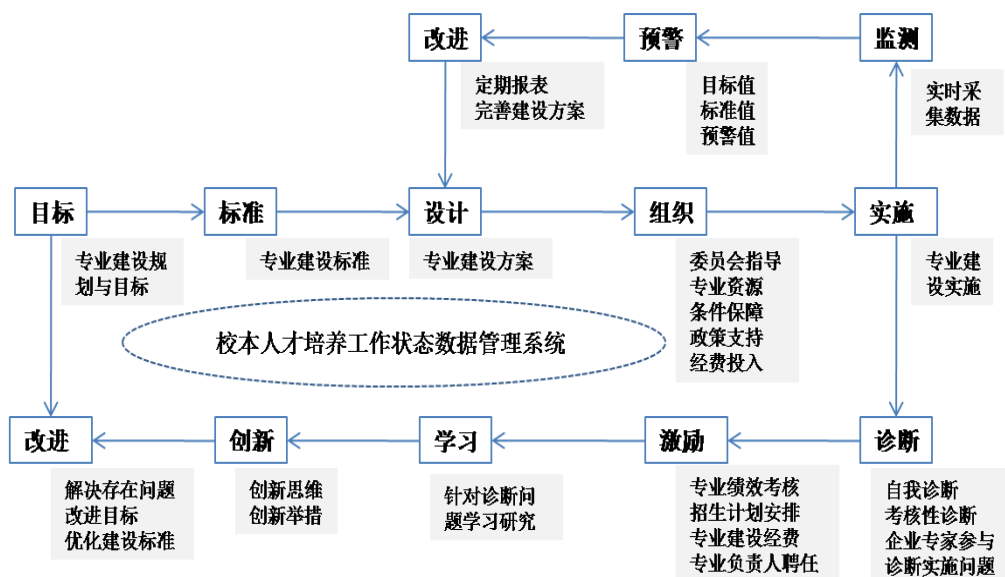 改进
预警
监测
定期报表
完善建设方案
目标值
标准值
预警值
实时采
集数据
目标
标准
设计
组织
实施
专业建设规
划与目标
专业建设标准
专业建设方案
委员会指导
专业资源
条件保障
政策支持
经费投入
专业建
设实施
校本人才培养工作状态数据管理系统
改进
创新
学习
激励
诊断
解决存在问题
改进目标
优化建设标准
创新思维
创新举措
针对诊断问
题学习研究
专业绩效考核
招生计划安排
专业建设经费
专业负责人聘任
自我诊断
考核性诊断
企业专家参与
诊断实施问题